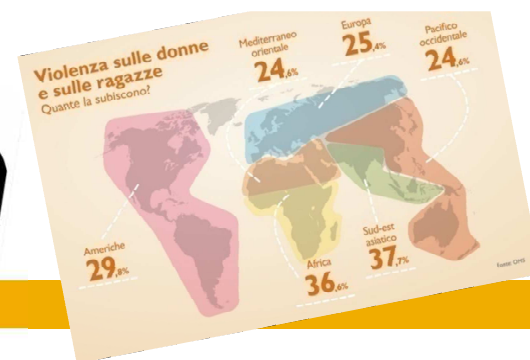 Violenza sulle donne
e sulle ragazze
Quante la subiscono?
Mediterraneo
orientale
24,6%
Europa
25,4%
Pacifico
occidentale
24,6%
Americhe
29,8%
Africa
36,6%
Sud-est
asiatico
37,7%
Fonte: OMS